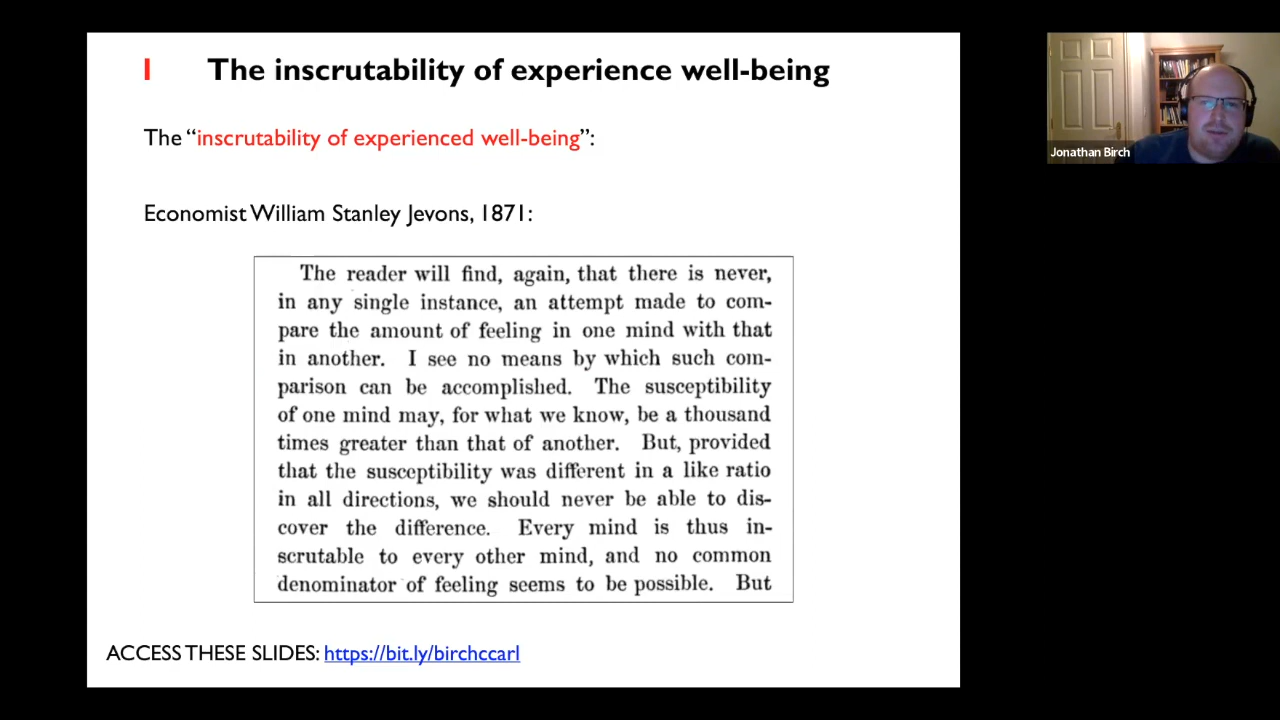 I The inscrutability of experience well-being
The “inscrutability of experienced well-being”:
Economist William Stanley Jevons, 1871:
The reader will find, again, that there is never,
in any single instance, an attempt made to com-
pare the amount of feeling in one mind with that
in another. I see no means by which such com-
parison can be accomplished. The susceptibility
of one mind may, for what we know, be a thousand
times greater than that of another. But, provided
that the susceptibility was different in a like ratio
in all directions, we should never be able to dis-
cover the difference. Every mind is thus in-
scrutable to every other mind, and no common
denominator of feeling seems to be possible. But
ACCESS THESE SLIDES: https://bit.ly/birchccarl
Jonathan Birch